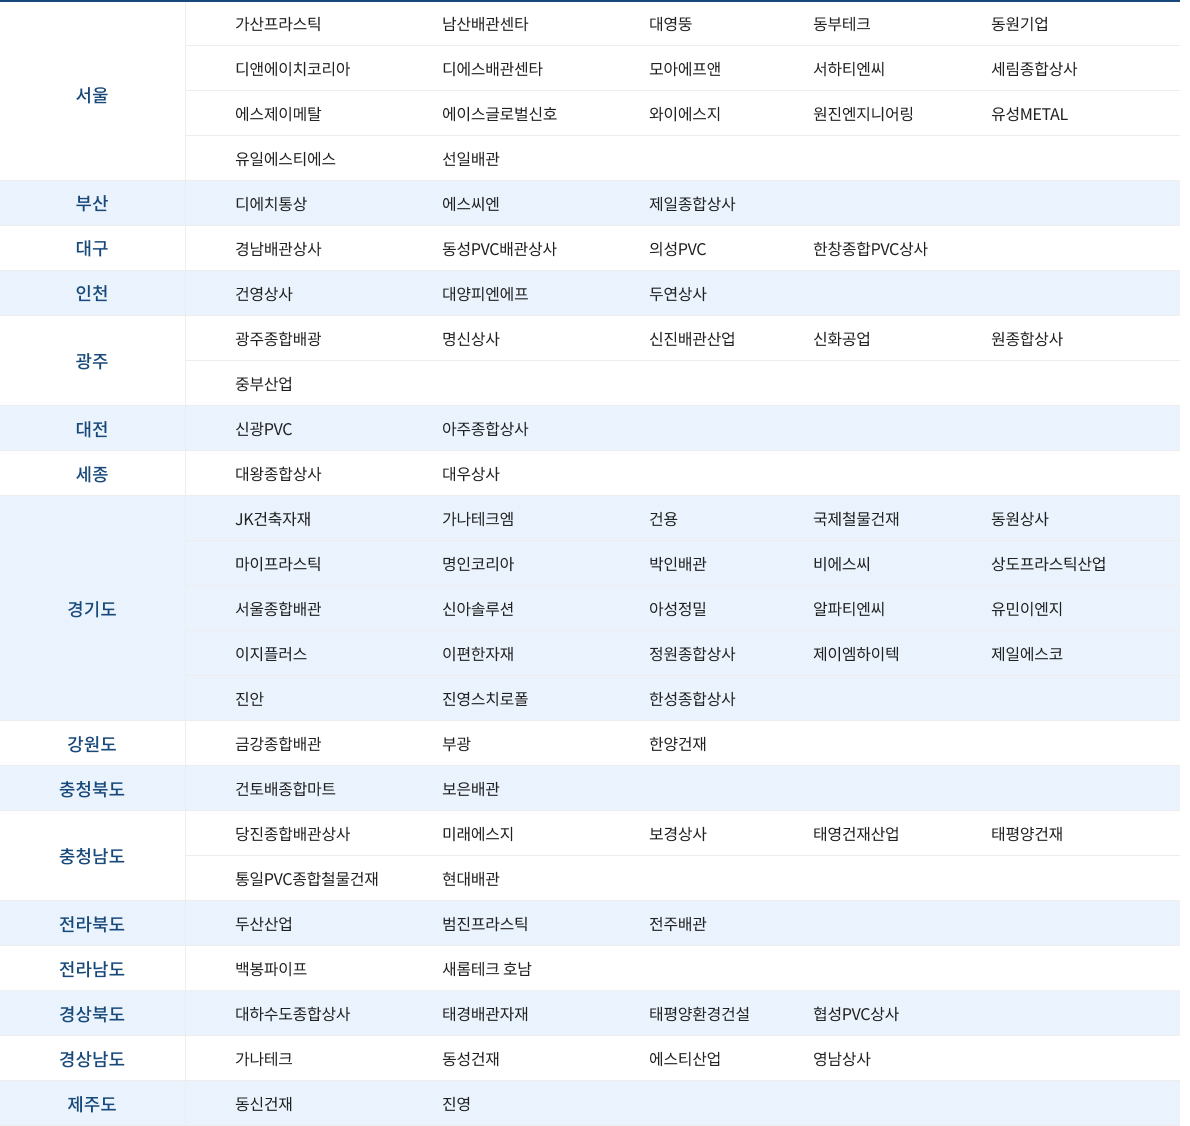 서울
가산프라스틱 남산배관센타 대영뚱 동부테크 동원기업
디앤에이치코리아 디에스배관센타 모아에프앤 서하티엔씨 세림종합상사
에스제이메탈 에이스글로벌신호 와이에스지 원진엔지니어링 유성METAL
유일에스티에스 선일배관
부산 디에치통상 에스씨엔 제일종합상사
대구 경남배관상사 동성PVC배관상사 의성PVC 한창종합PVC상사
인천 건영상사 대양피엔에프 두연상사
광주
광주종합배광 명신상사 신진배관산업 신화공업 원종합상사
중부산업
대전 신광PVC 아주종합상사
세종 대왕종합상사 대우상사
경기도
JK건축자재 가나테크엠 건용 국제철물건재 동원상사
마이프라스틱 명인코리아 박인배관 비에스씨 상도프라스틱산업
서울종합배관 신아솔루션 아성정밀 알파티엔씨 유민이엔지
이지플러스 이편한자재 정원종합상사 제이엠하이텍 제일에스코
진안 진영스치로폴 한성종합상사
강원도 금강종합배관 부광 한양건재
충청북도 건토배종합마트 보은배관
충청남도
당진종합배관상사 미래에스지 보경상사 태영건재산업 태평양건재
통일PVC종합철물건재 현대배관
전라북도 두산산업 범진프라스틱 전주배관
전라남도 백봉파이프 새롬테크 호남
경상북도 대하수도종합상사 태경배관자재 태평양환경건설 협성PVC상사
경상남도 가나테크 동성건재 에스티산업 영남상사
제주도 동신건재 진영